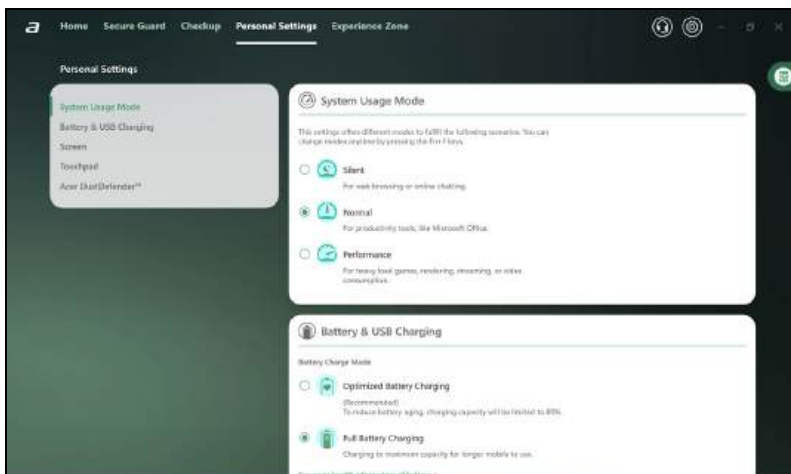 a Home Secure Guard Checkup Personal Settings Experience Zone
Personal Settings
System Usage Mode
Battery & USB Charging
Screen
Touchpad
Acer DustDefender™
System Usage Mode
This settings offers different modes to fulfill the following scenarios. You can
change modes anytime by pressing the Fn+F keys.
Silent
For web browsing or online chatting.
Normal
For productivity tools, like Microsoft Office.
Performance
For heavy load games, rendering, streaming, or video
consumption.
Battery & USB Charging
Battery Charge Mode
Optimized Battery Charging
(Recommended)
To reduce battery aging, charging capacity will be limited to 80%.
Full Battery Charging
Charging to maximum capacity for longer mobile to use.